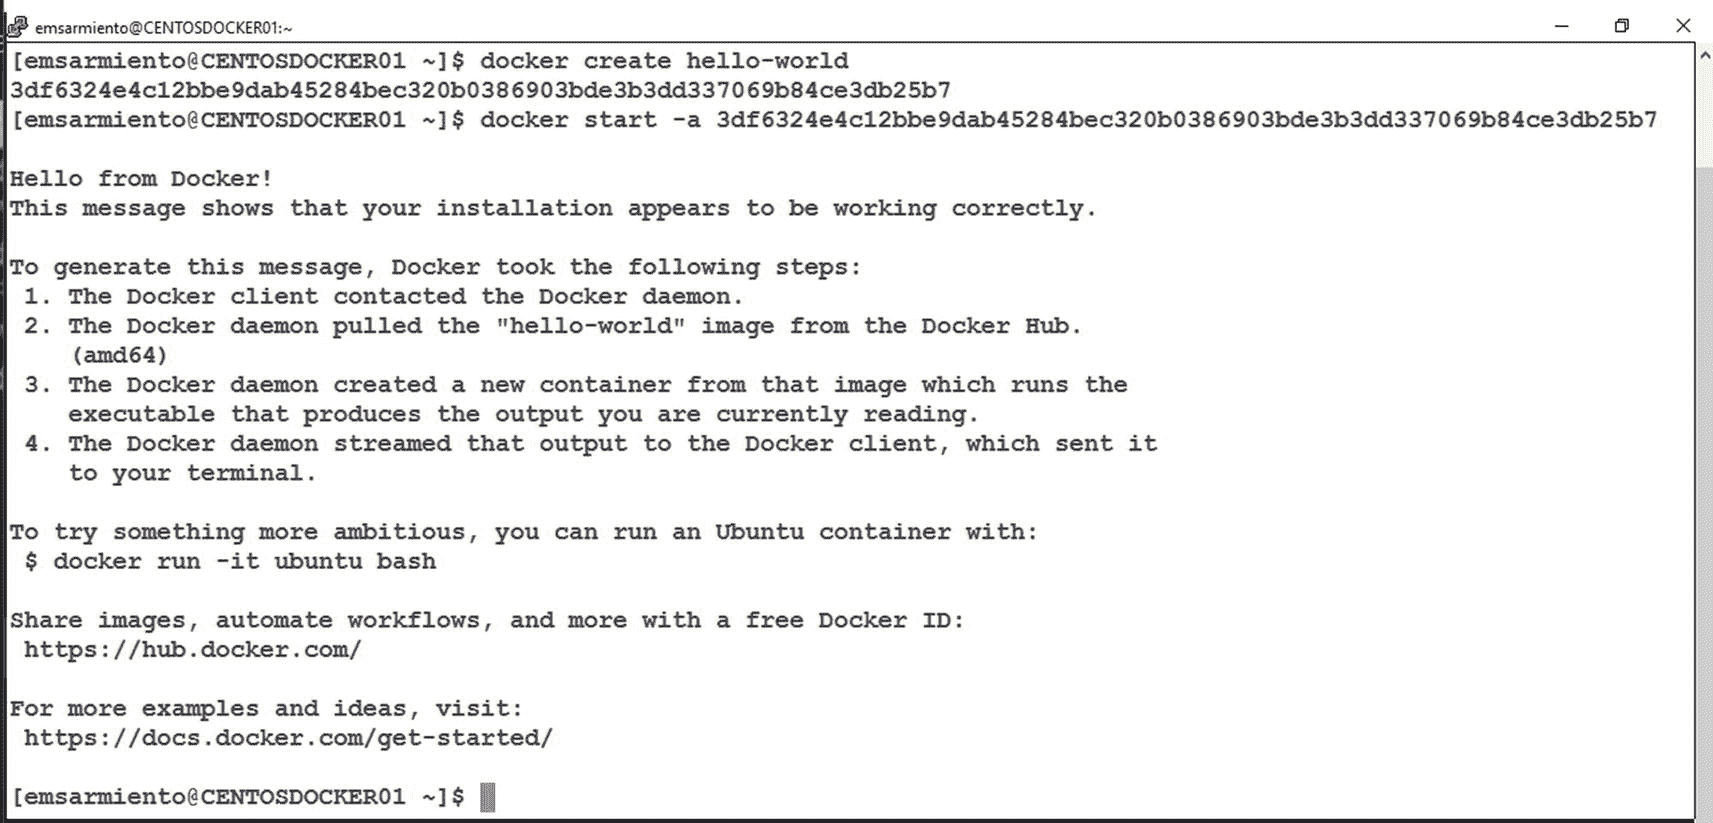 emsarmiento@CENTOSDOCKER01:~
[emsarmiento@CENTOSDOCKER01 ~]$ docker create hello-world
3df6324e4c12bbe9dab45284bec320b0386903bde3b3dd337069b84ce3db25b7
[emsarmiento@CENTOSDOCKER01 ~]$ docker start -a 3df6324e4c12bbe9dab45284bec320b0386903bde3b3dd337069b84ce3db25b7
Hello from Docker!
This message shows that your installation appears to be working correctly.
To generate this message, Docker took the following steps:
1. The Docker client contacted the Docker daemon.
2. The Docker daemon pulled the "hello-world" image from the Docker Hub.
(amd64)
3. The Docker daemon created a new container from that image which runs the
executable that produces the output you are currently reading.
4. The Docker daemon streamed that output to the Docker client, which sent it
to your terminal.
To try something more ambitious, you can run an Ubuntu container with:
$ docker run -it ubuntu bash
Share images, automate workflows, and more with a free Docker ID:
https://hub.docker.com/
For more examples and ideas, visit:
https://docs.docker.com/get-started/
[emsarmiento@CENTOSDOCKER01 ~]$